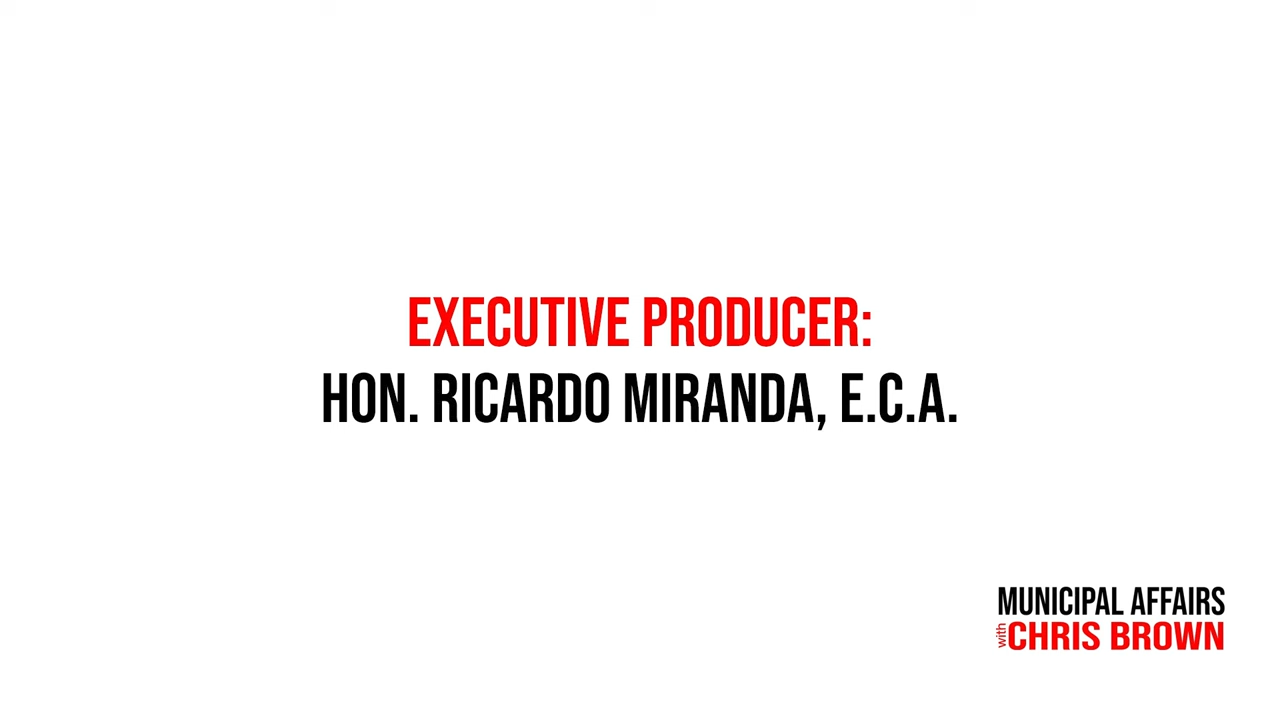 EXECUTIVE PRODUCER:
HON. RICARDO MIRANDA, E.C.A.
MUNICIPAL AFFAIRS
with CHRIS BROWN